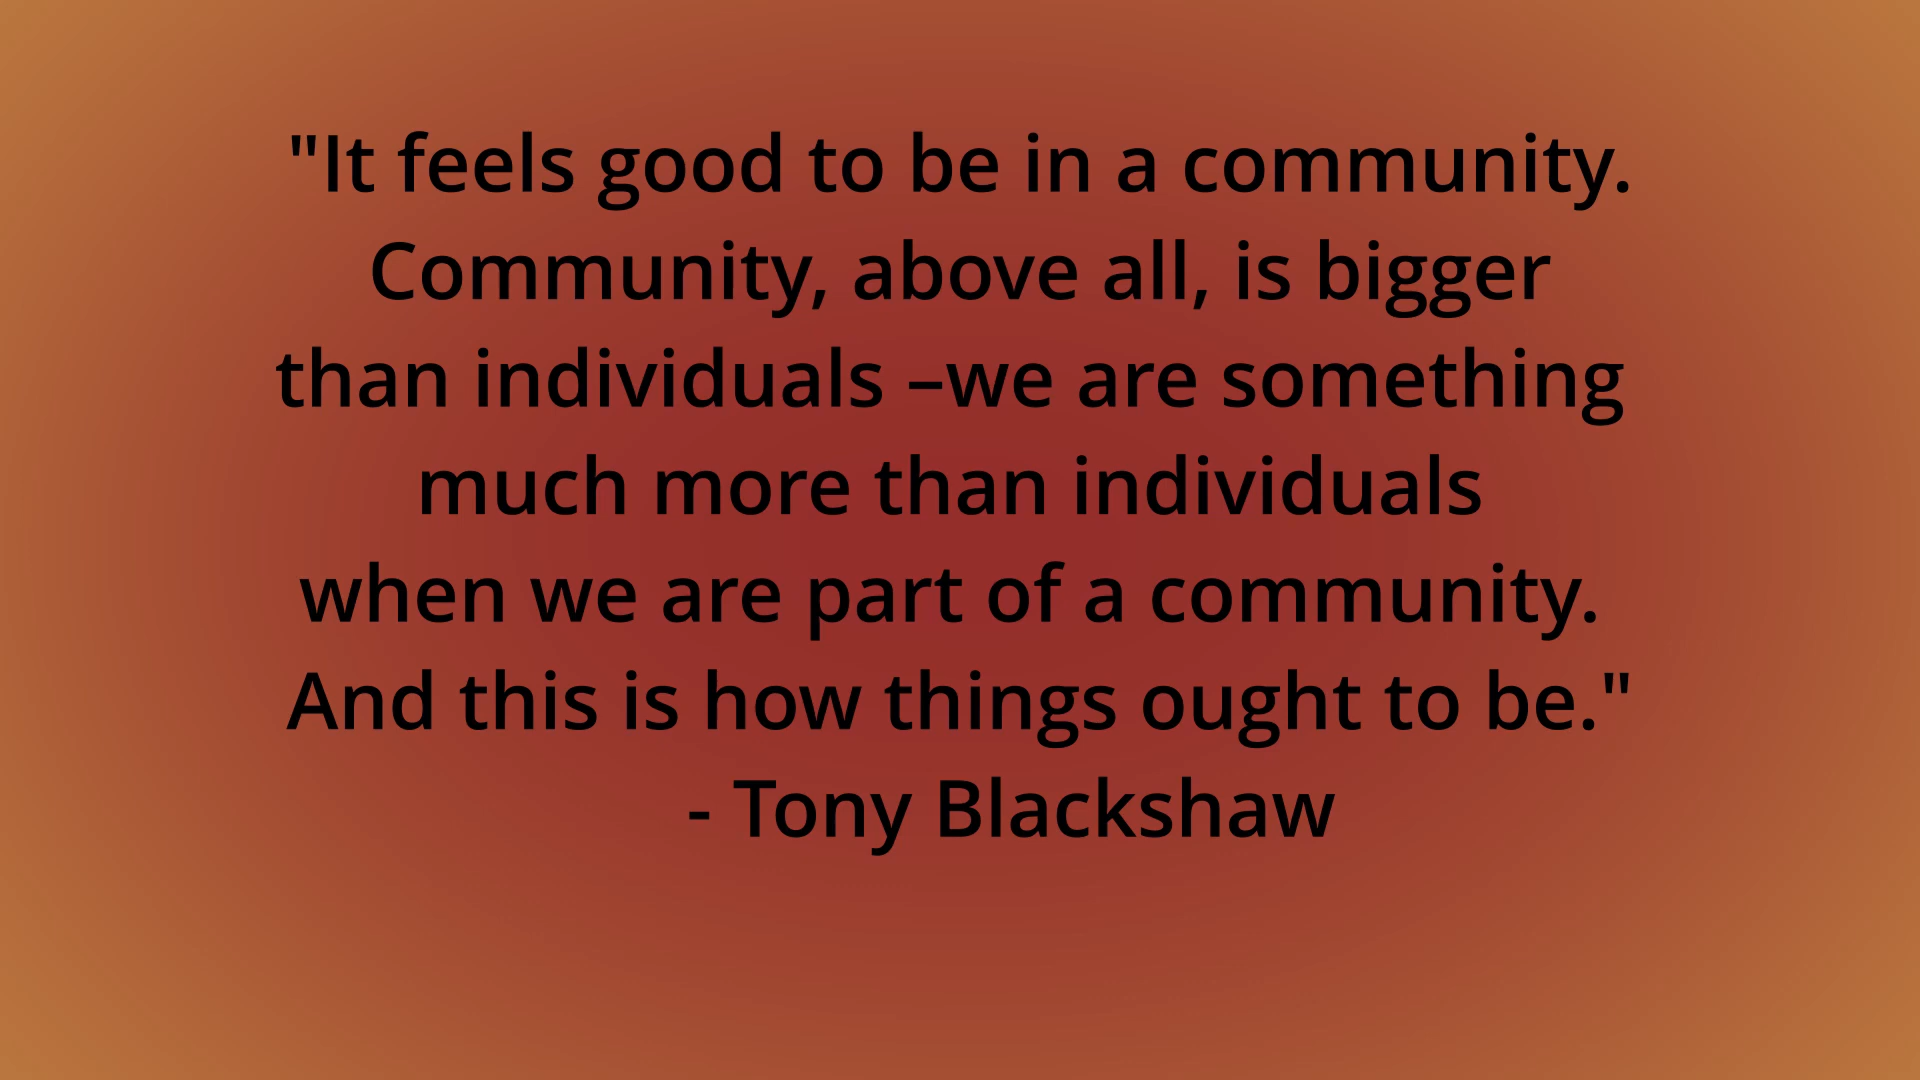 "It feels good to be in a community.
Community, above all, is bigger
than individuals –we are something
much more than individuals
when we are part of a community.
And this is how things ought to be."
- Tony Blackshaw